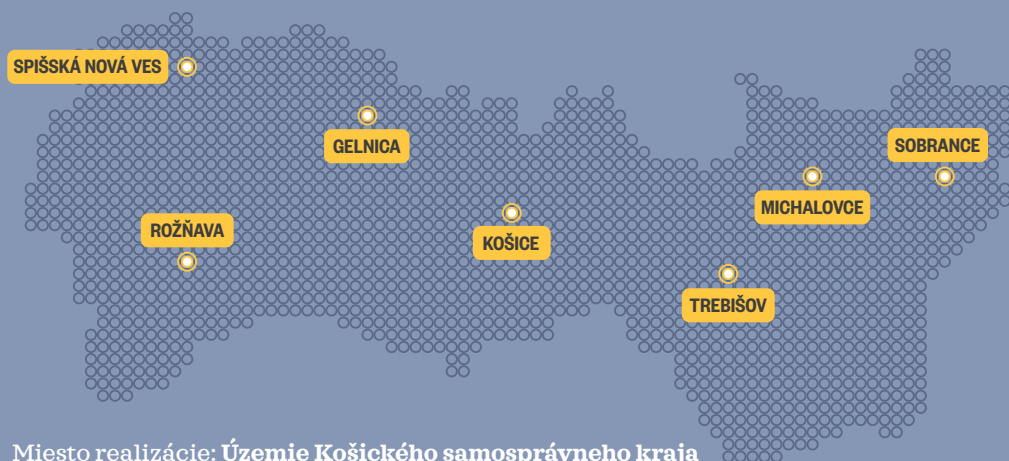 SPIŠSKÁ NOVÁ VES
GELNICA
SOBRANCE
MICHALOVCE
ROŽŇAVA
KOŠICE
TREBIŠOV
Miesto realizácie: Územie Košického samosprávneho kraja